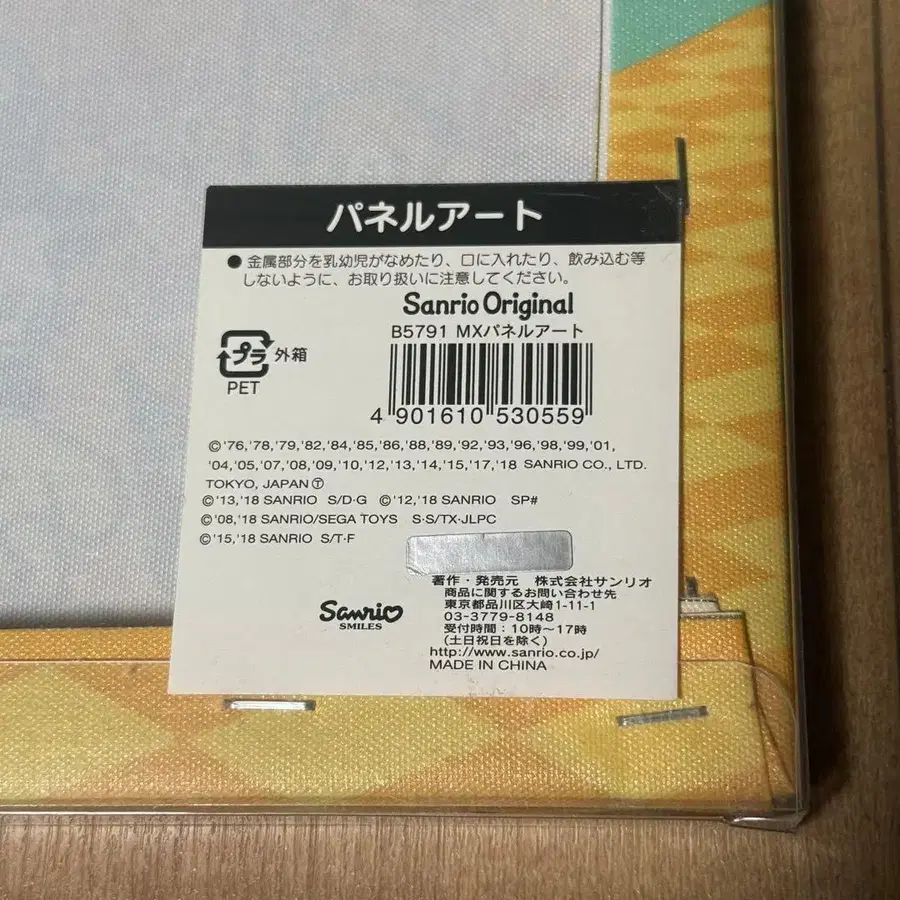 パネルアート
● 金属部分を乳幼児がなめたり、口に入れたり、飲み込む等
しないように、お取り扱いに注意してください。
Sanrio Original
B5791 MXパネルアート
プラ 外箱
PET
4 901610 530559
©'76,'78,'79,'82,'84,'85,'86,'88,'89,'92,'93,'96,'98,'99,'01,
'04,'05,'07,'08,'09,'10,'12,'13,'14,'15,'17,'18 SANRIO CO., LTD.
TOKYO, JAPAN Ⓣ
©'13,'18 SANRIO S/D·G ©'12,'18 SANRIO SP#
©'08,'18 SANRIO/SEGA TOYS S·S/TX·JLPC
©'15,'18 SANRIO S/T·F
著作・発売元 株式会社サンリオ
商品に関するお問い合わせ先
東京都品川区大崎1-11-1
03-3779-8148
受付時間：10時〜17時
(土日祝日を除く)
http://www.sanrio.co.jp/
MADE IN CHINA
Sanrio
SMILES